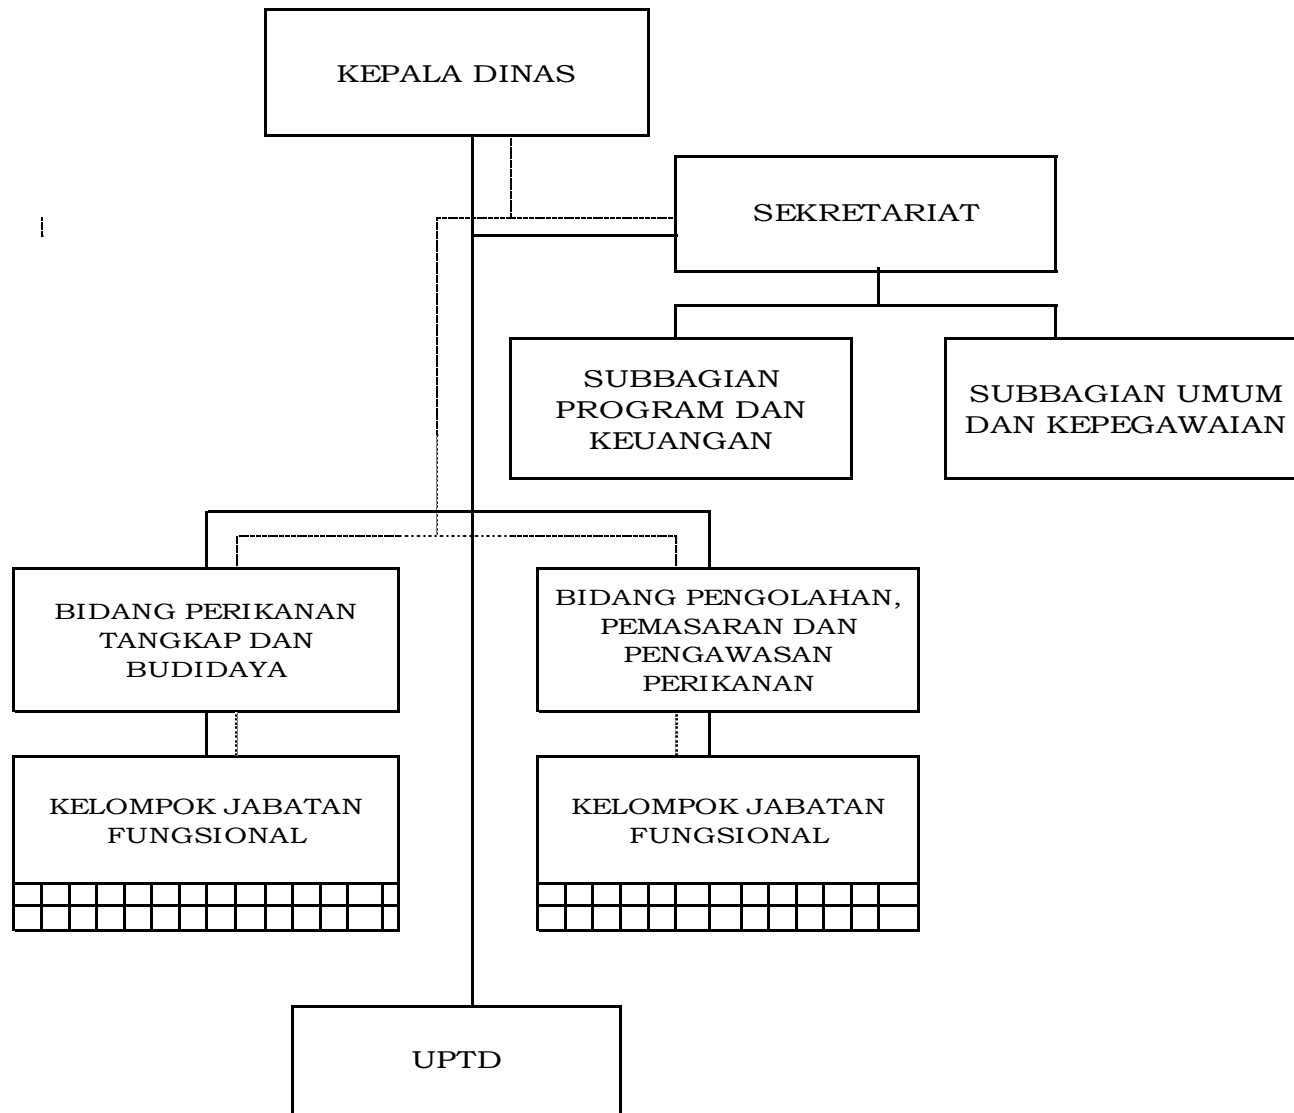 KEPALA DINAS
SEKRETARIAT
SUBBAGIAN
PROGRAM DAN
KEUANGAN
SUBBAGIAN UMUM
DAN KEPEGAWAIAN
BIDANG PERIKANAN
TANGKAP DAN
BUDIDAYA
BIDANG PENGOLAHAN,
PEMASARAN DAN
PENGAWASAN
PERIKANAN
KELOMPOK JABATAN
FUNGSIONAL
KELOMPOK JABATAN
FUNGSIONAL
UPTD